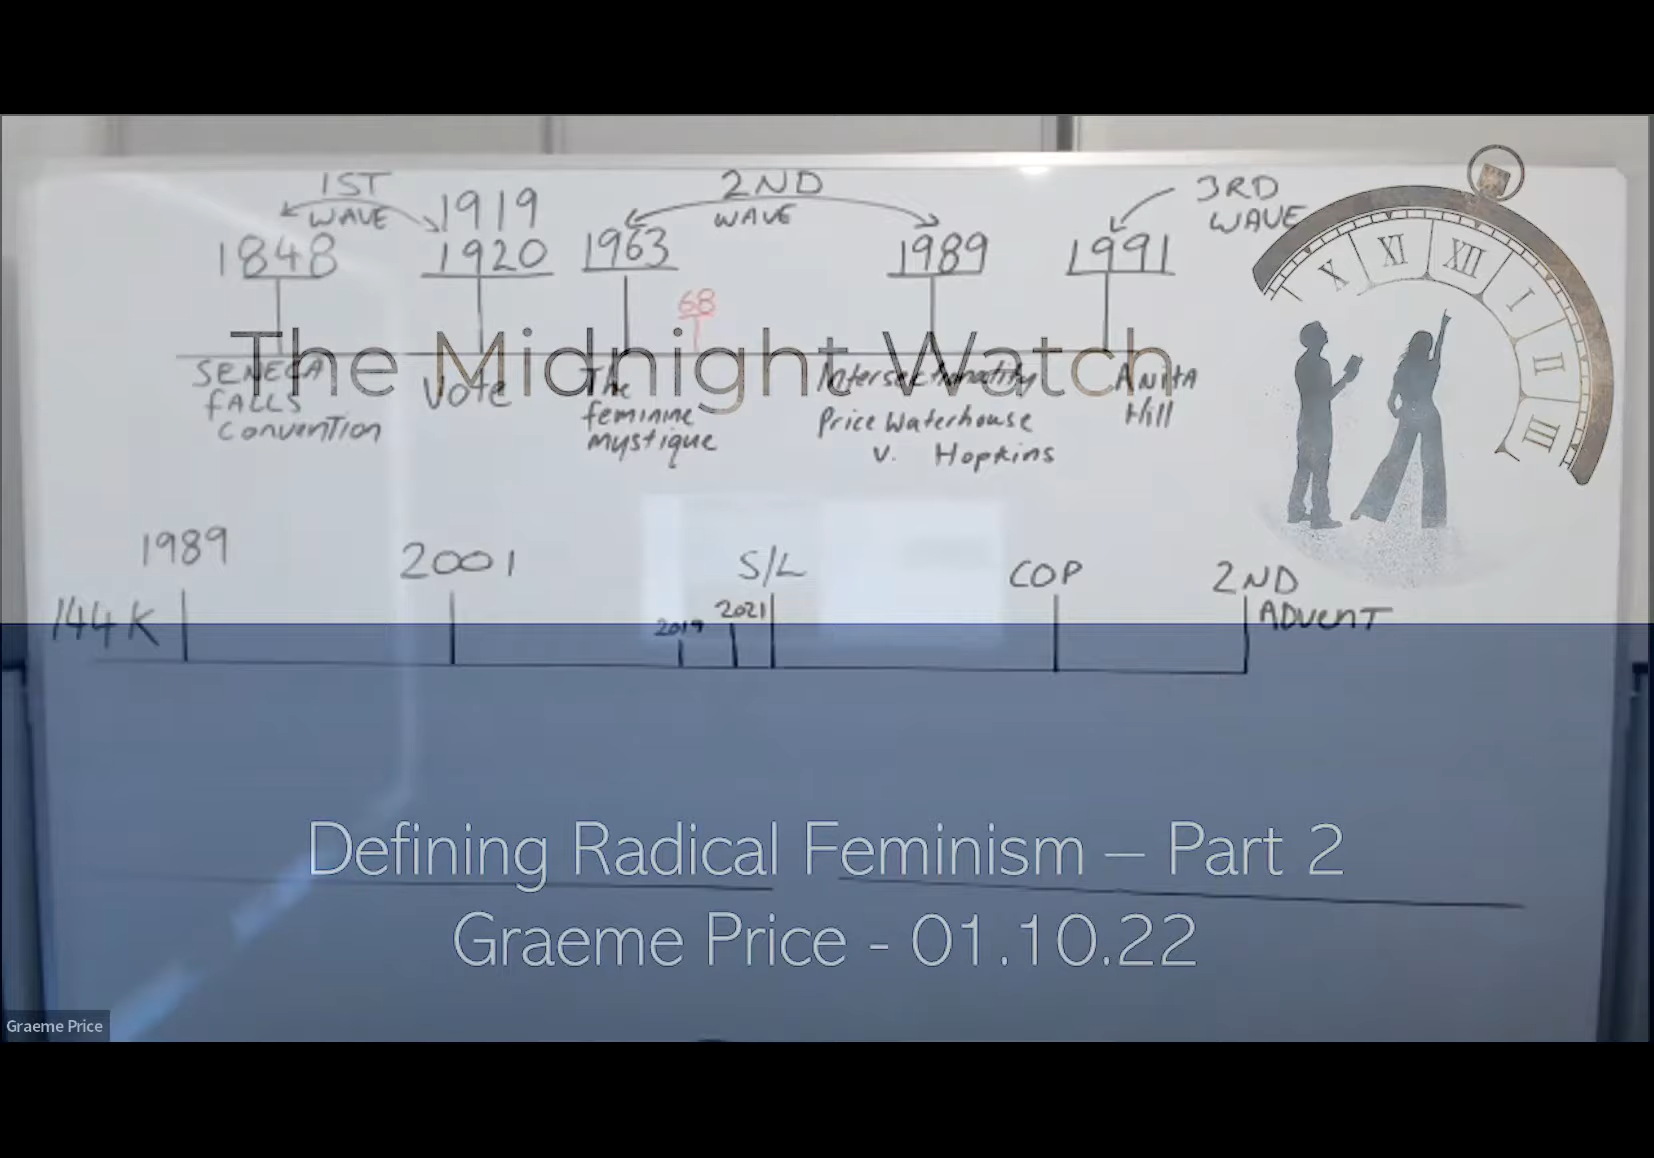 1ST
WAVE
2ND
WAVE
3RD
WAVE
1848
1919
1920
1963
68
1989
1991
The Midnight Watch
SENECA
FALLS
CONVENTION
Vote
The
feminine
mystique
Intersectionality
Price Waterhouse
v. Hopkins
ANITA
Hill
X XI XII I II III
144K
1989
2001
2019
2021
S/L
COP
2ND
ADVENT
Defining Radical Feminism – Part 2
Graeme Price - 01.10.22
Graeme Price